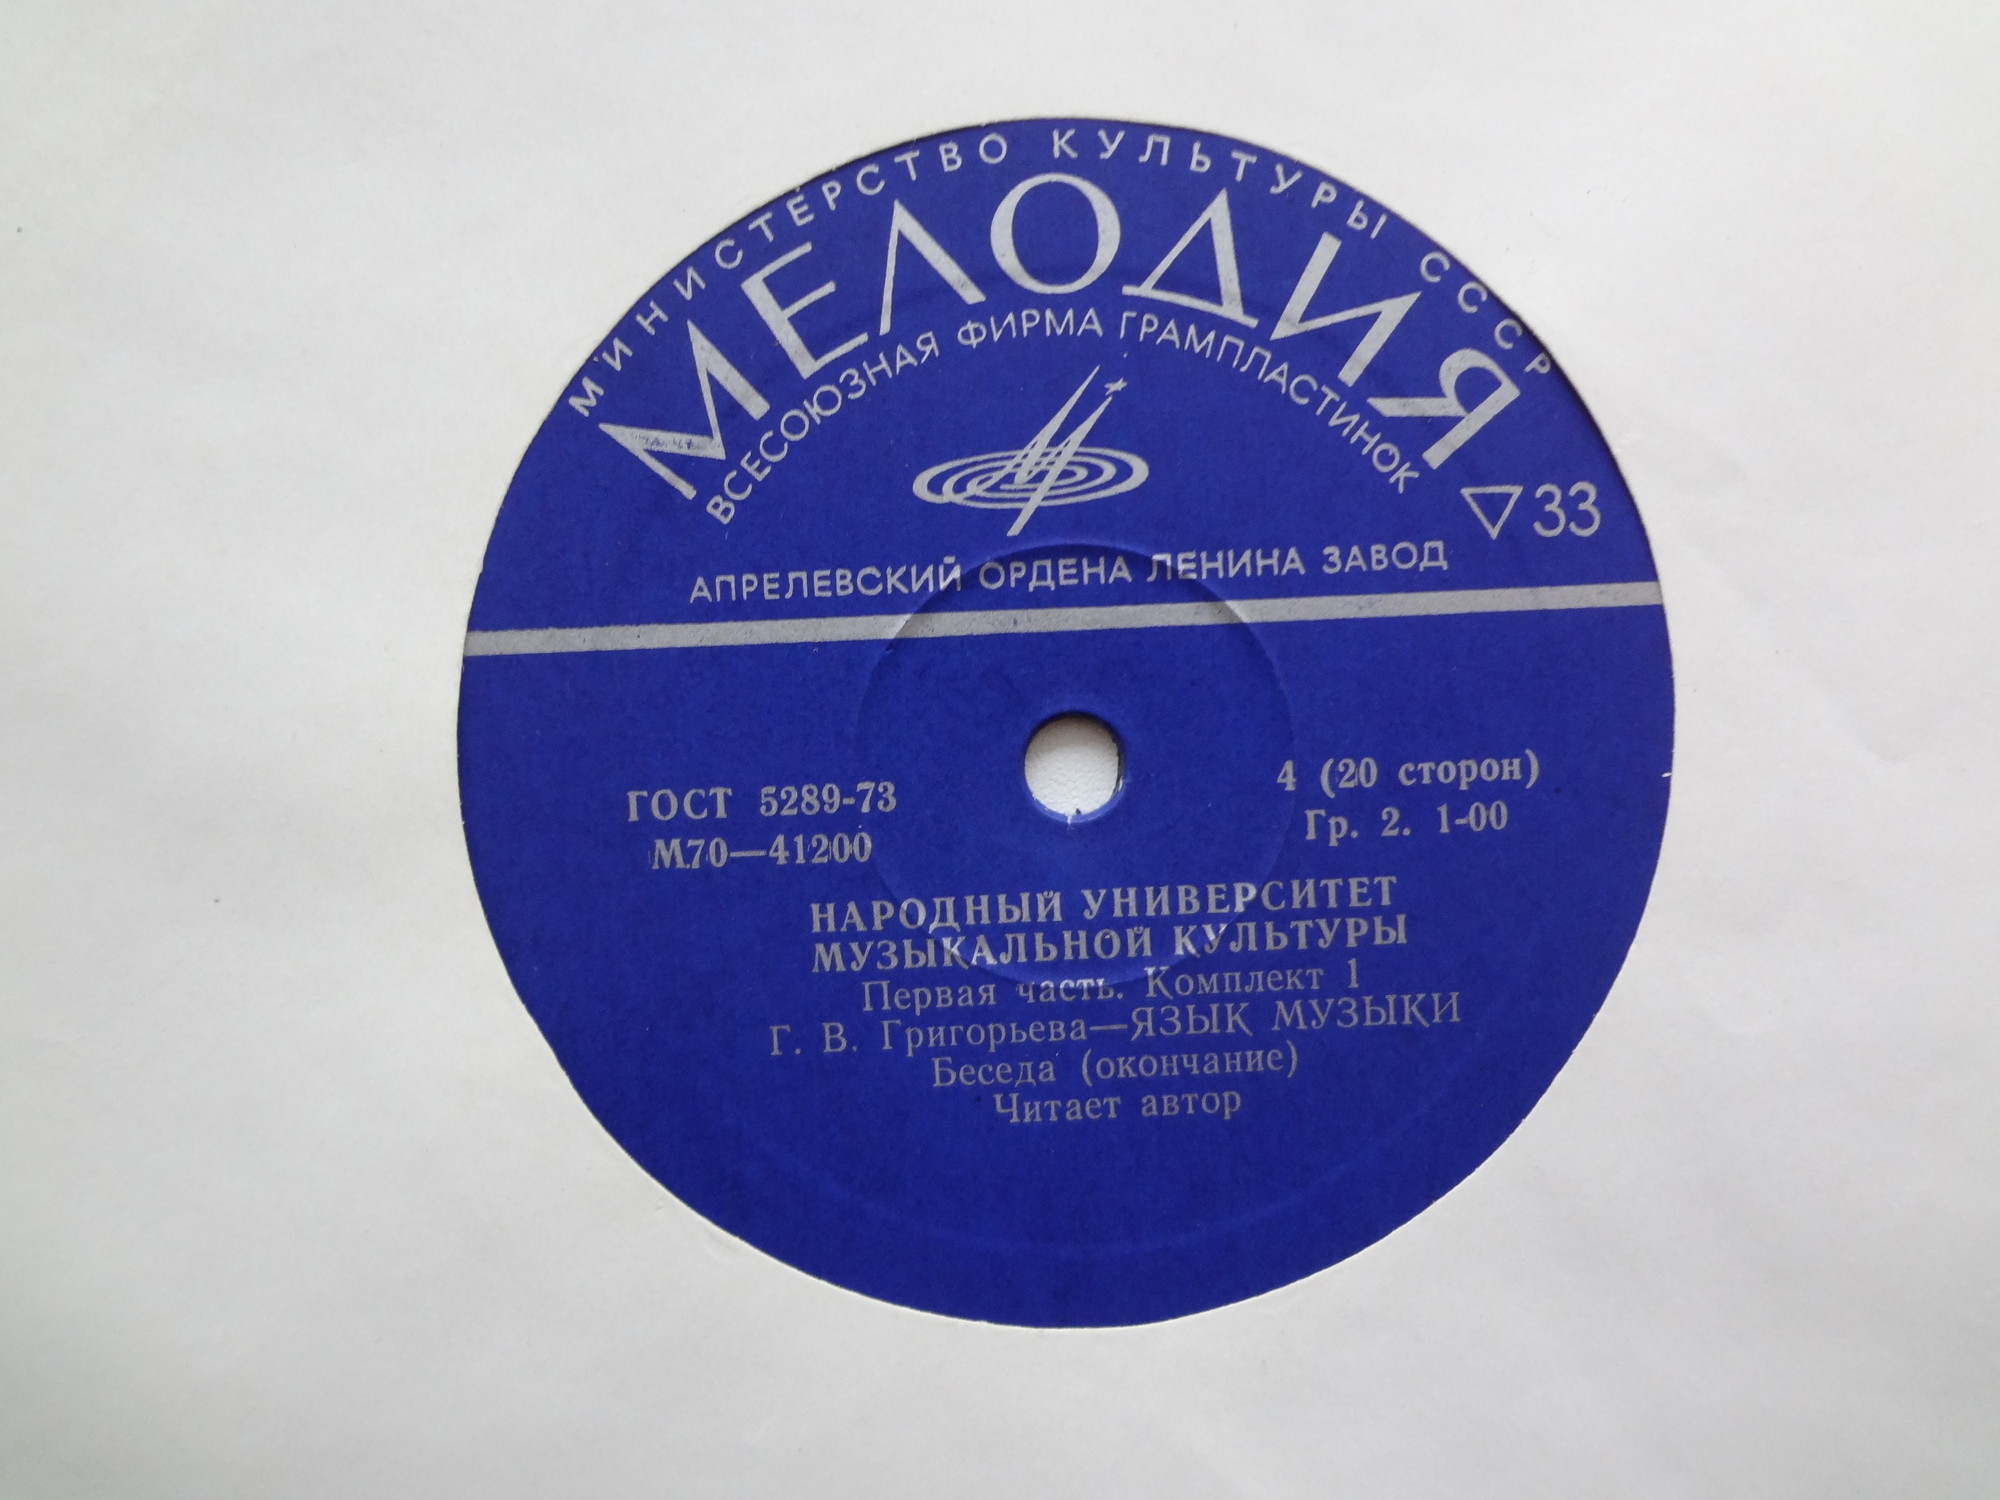 МИНИСТЕРСТВО КУЛЬТУРЫ СССР
МЕЛОДИЯ
ВСЕСОЮЗНАЯ ФИРМА ГРАМПЛАСТИНОК
33
АПРЕЛЕВСКИЙ ОРДЕНА ЛЕНИНА ЗАВОД
ГОСТ 5289-73
М70—41200
4 (20 сторон)
Гр. 2. 1-00
НАРОДНЫЙ УНИВЕРСИТЕТ
МУЗЫКАЛЬНОЙ КУЛЬТУРЫ
Первая часть. Комплект 1
Г. В. Григорьева—ЯЗЫК МУЗЫКИ
Беседа (окончание)
Читает автор